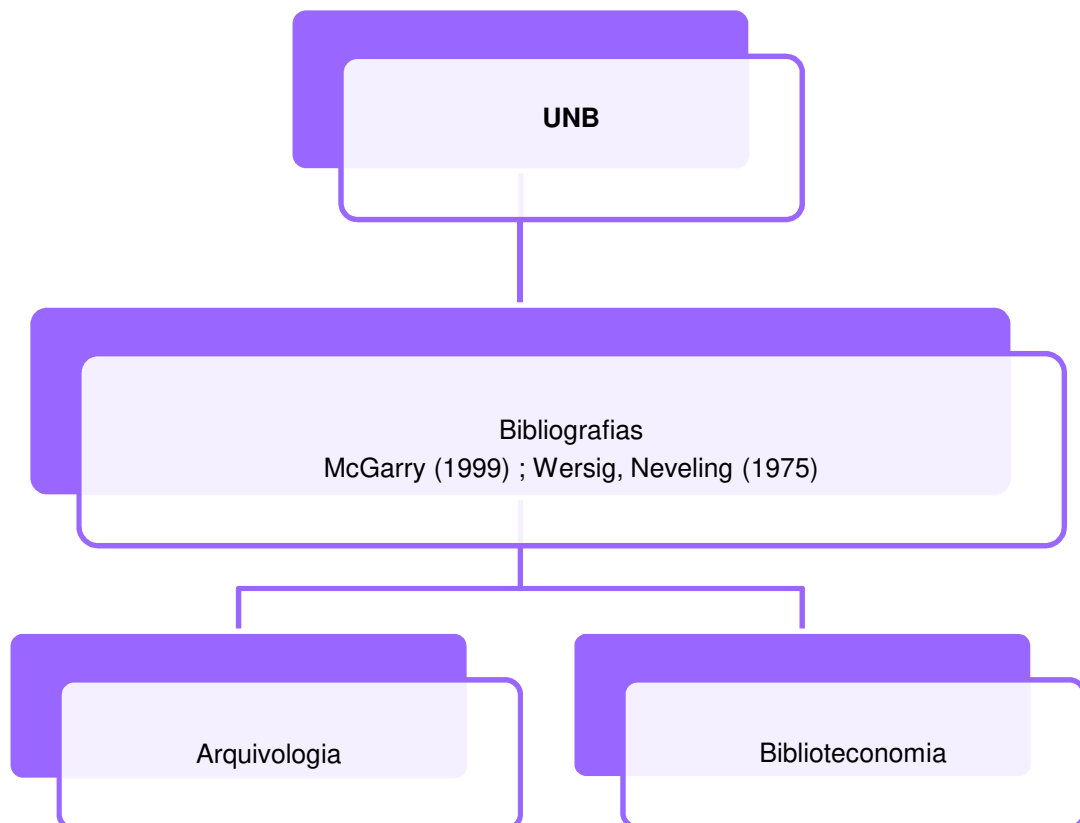 UNB
Bibliografias
McGarry (1999) ; Wersig, Neveling (1975)
Arquivologia
Biblioteconomia